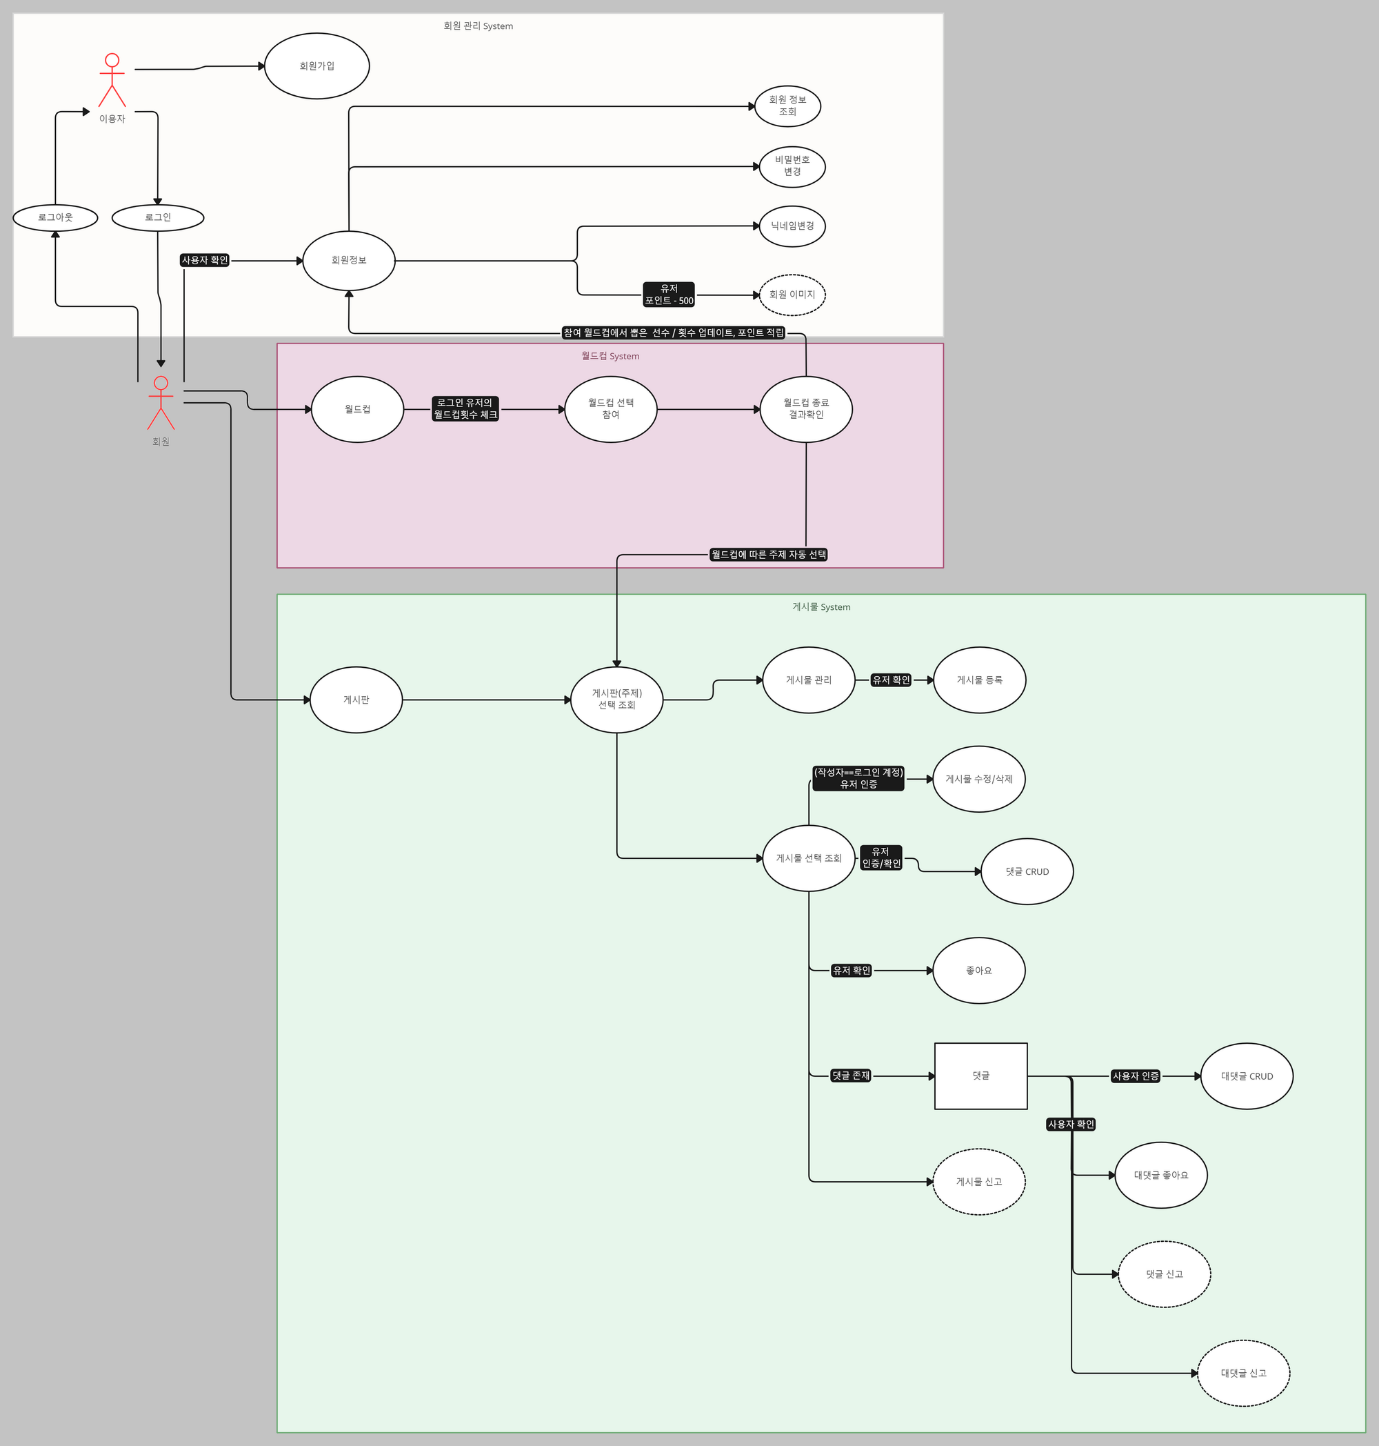 회원 관리 System
회원가입
이용자
회원 정보
조회
비밀번호
변경
로그아웃
로그인
닉네임변경
사용자 확인
회원정보
유저
포인트 - 500
회원 이미지
참여 월드컵에서 뽑은 선수 / 횟수 업데이트, 포인트 적립
월드컵 System
회원
월드컵
로그인 유저의
월드컵횟수 체크
월드컵 선택
참여
월드컵 종료
결과확인
월드컵에 따른 주제 자동 선택
게시물 System
게시판
게시판(주제)
선택 조회
게시물 관리
유저 확인
게시물 등록
(작성자==로그인 계정)
유저 인증
게시물 수정/삭제
게시물 선택 조회
유저
인증/확인
댓글 CRUD
유저 확인
좋아요
댓글 존재
댓글
사용자 인증
대댓글 CRUD
사용자 확인
대댓글 좋아요
게시물 신고
댓글 신고
대댓글 신고